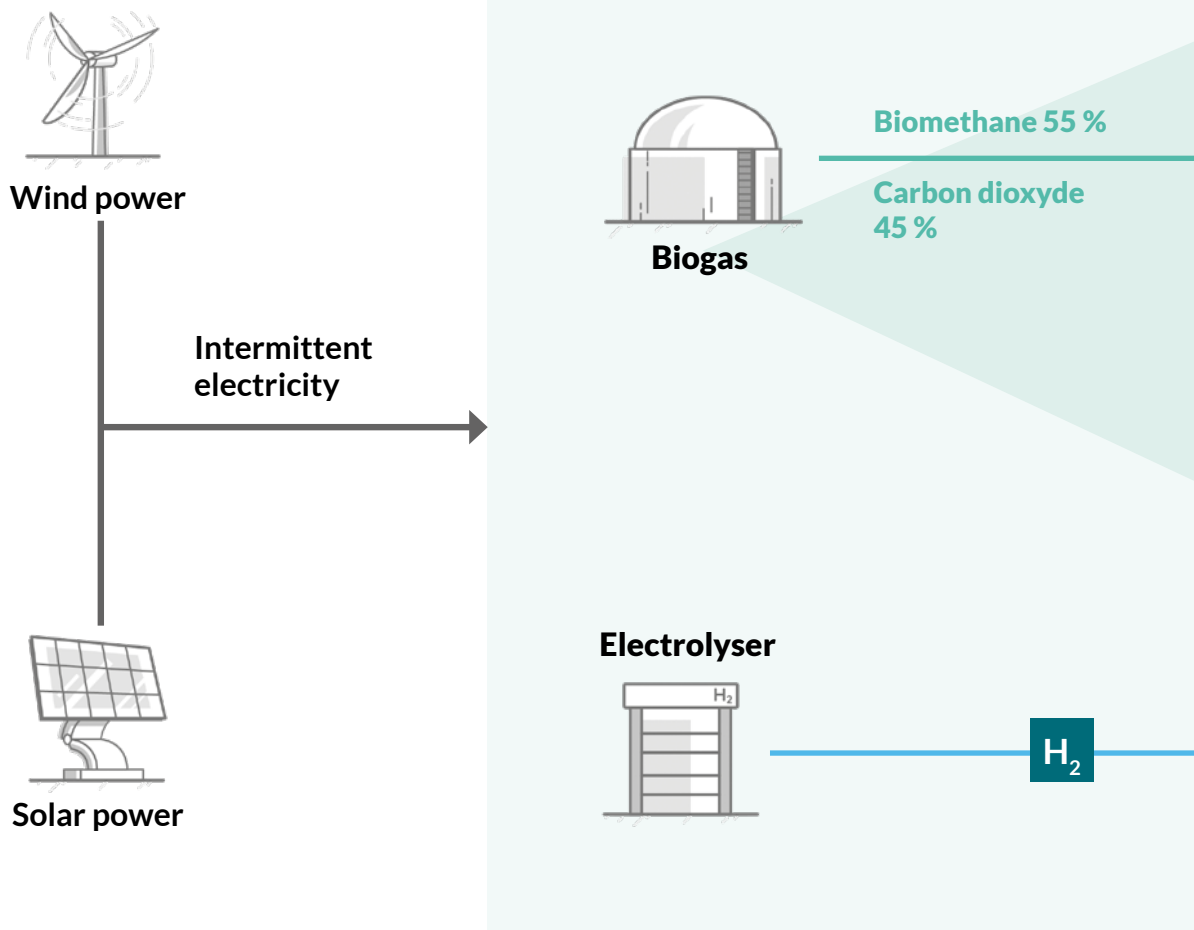 Wind power
Intermittent
electricity
Solar power
Biomethane 55 %
Carbon dioxyde
45 %
Biogas
Electrolyser
H₂
H₂